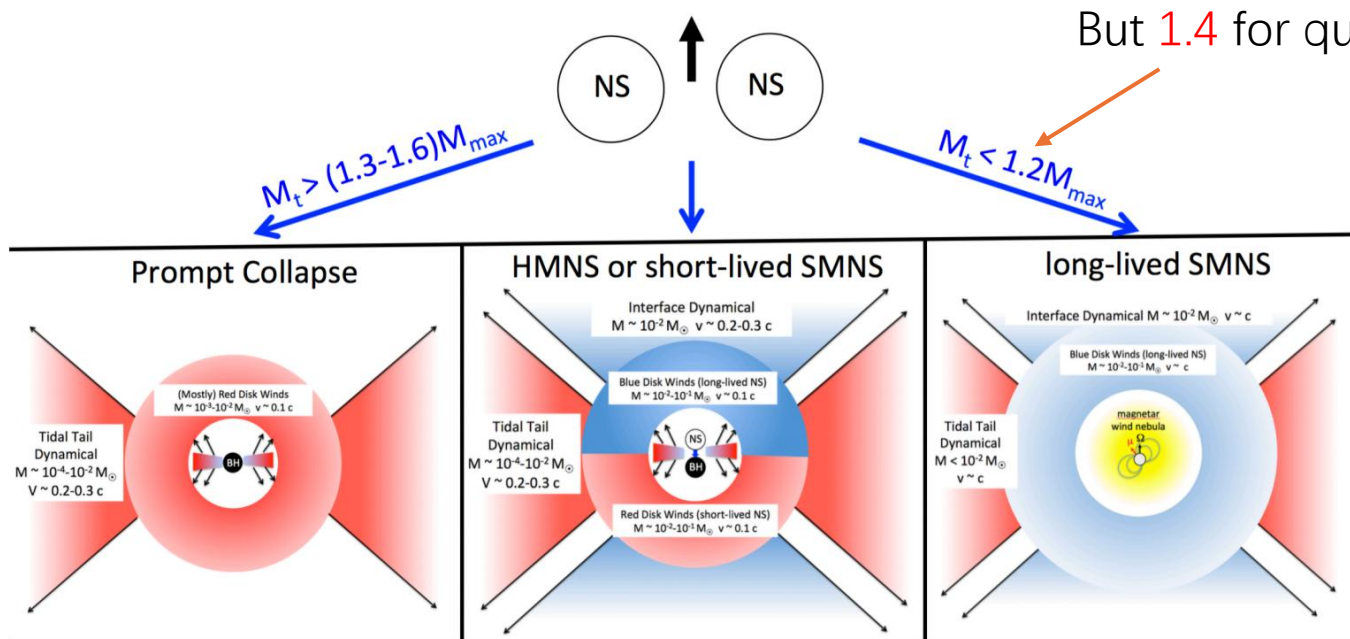 But 1.4 for qu
NS
NS
M_t > (1.3-1.6)M_max
M_t < 1.2M_max
Prompt Collapse
(Mostly) Red Disk Winds
M ~ 10⁻³-10⁻² M☉ v ~ 0.1 c
Tidal Tail
Dynamical
M ~ 10⁻⁴-10⁻² M☉
V ~ 0.2-0.3 c
BH
HMNS or short-lived SMNS
Interface Dynamical
M ~ 10⁻² M☉ v ~ 0.2-0.3 c
Blue Disk Winds (long-lived NS)
M ~ 10⁻²-10⁻¹ M☉ v ~ 0.1 c
Tidal Tail
Dynamical
M ~ 10⁻⁴-10⁻² M☉
V ~ 0.2-0.3 c
NS
BH
Red Disk Winds (short-lived NS)
M ~ 10⁻²-10⁻¹ M☉ v ~ 0.1 c
long-lived SMNS
Interface Dynamical M ~ 10⁻² M☉ v ~ c
Blue Disk Winds (long-lived NS)
M ~ 10⁻²-10⁻¹ M☉ v ~ c
Tidal Tail
Dynamical
M < 10⁻² M☉
v ~ c
magnetar
wind nebula
μ Ω